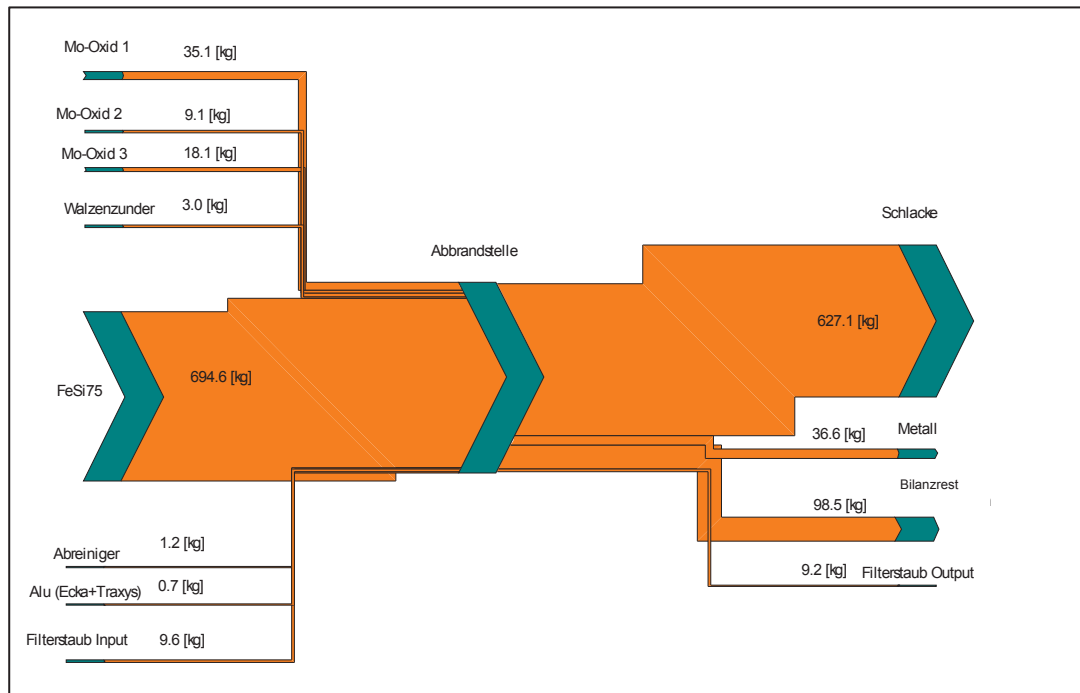 Mo-Oxid 1
35.1 [kg]
Mo-Oxid 2
9.1 [kg]
Mo-Oxid 3
18.1 [kg]
Walzenzunder
3.0 [kg]
Abbrandstelle
Schlacke
627.1 [kg]
FeSi75
694.6 [kg]
36.6 [kg]
Metall
Bilanzrest
98.5 [kg]
Abreiniger
1.2 [kg]
Alu (Ecka+Traxys)
0.7 [kg]
9.2 [kg]
Filterstaub Output
Filterstaub Input
9.6 [kg]